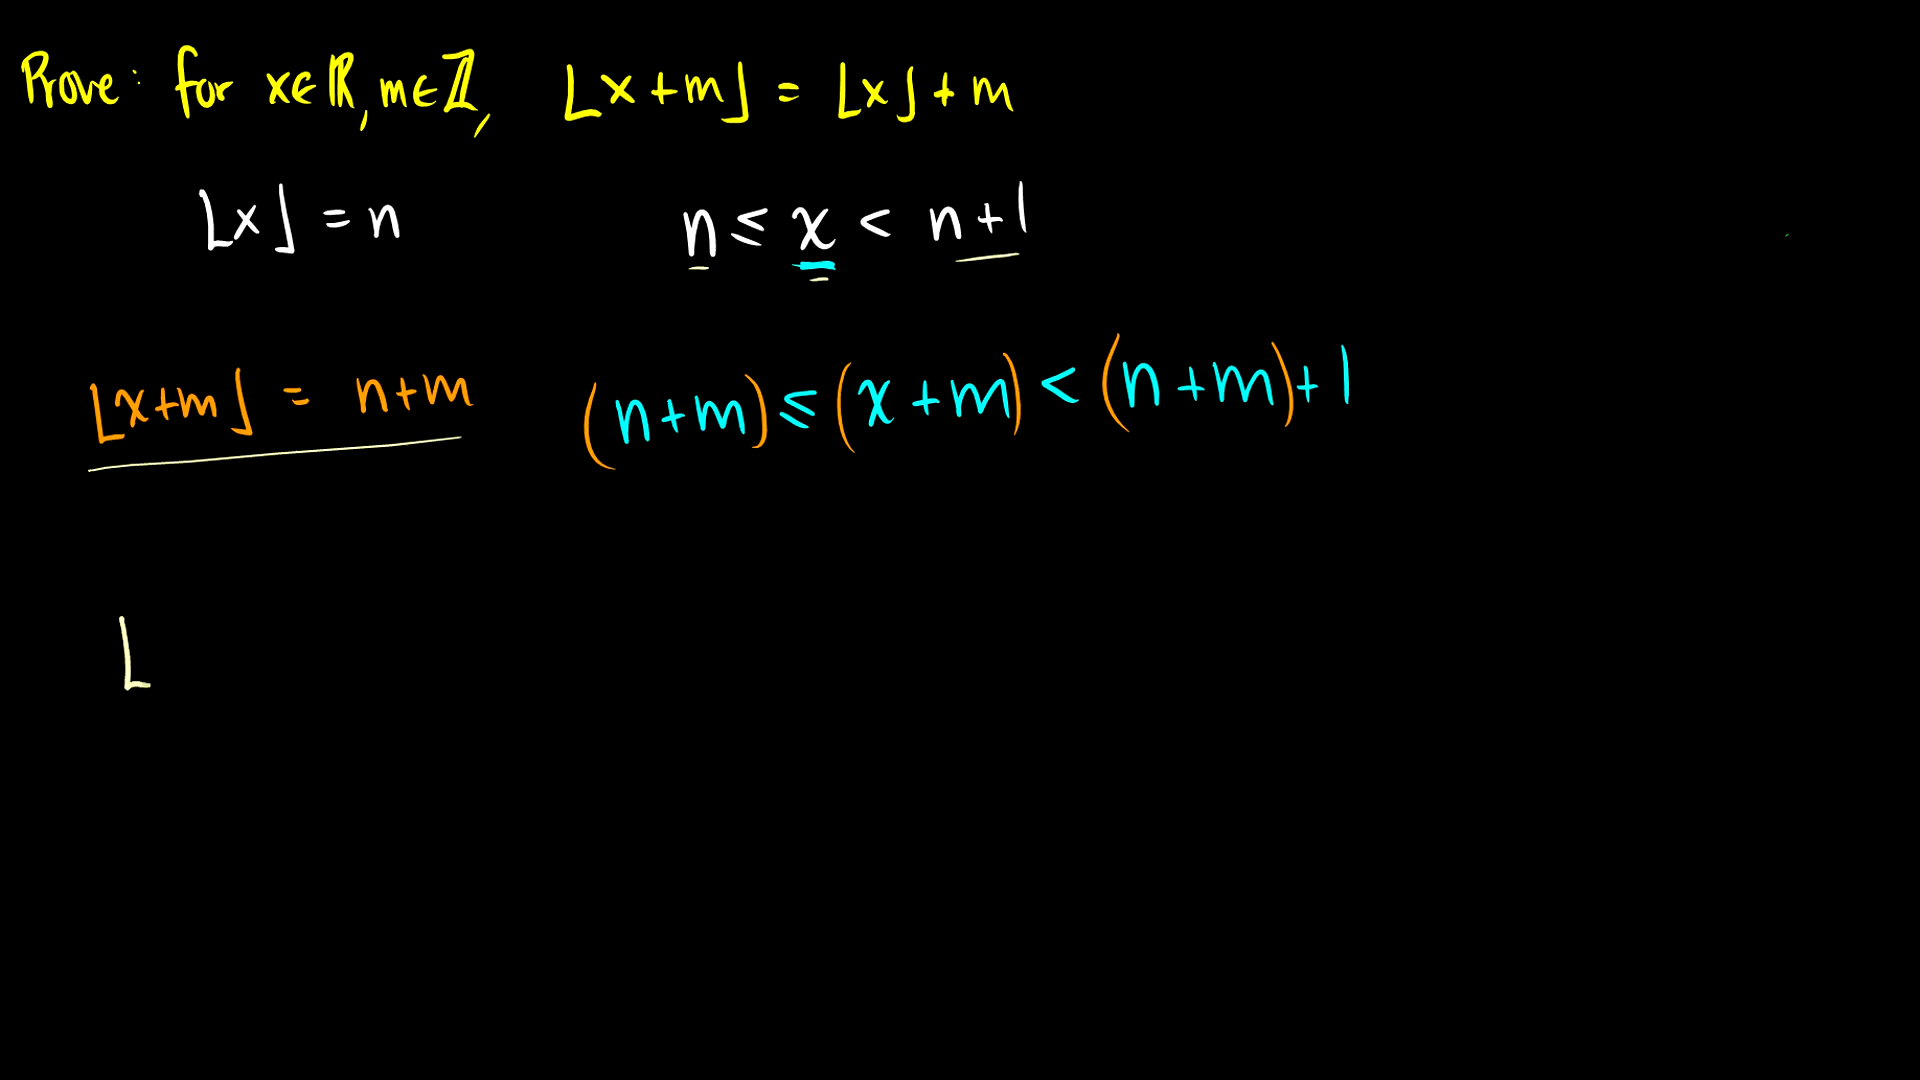 Prove: for x∈ℝ, m∈ℤ, ⌊x+m⌋ = ⌊x⌋+m
⌊x⌋ = n n ≤ x < n+1
⌊x+m⌋ = n+m (n+m) ≤ (x+m) < (n+m)+1
⌊